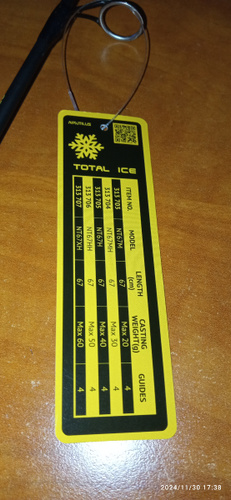 NAUTILUS
TOTAL ICE
ITEM NO. MODEL LENGTH (cm) CASTING WEIGHT(g) GUIDES
315 703 NT67M 67 Max 20 4
315 704 NT67MH 67 Max 30 4
315 705 NT67H 67 Max 40 4
315 706 NT67HH 67 Max 50 4
315 707 NT67XH 67 Max 60 4
2024/11/30 17:38